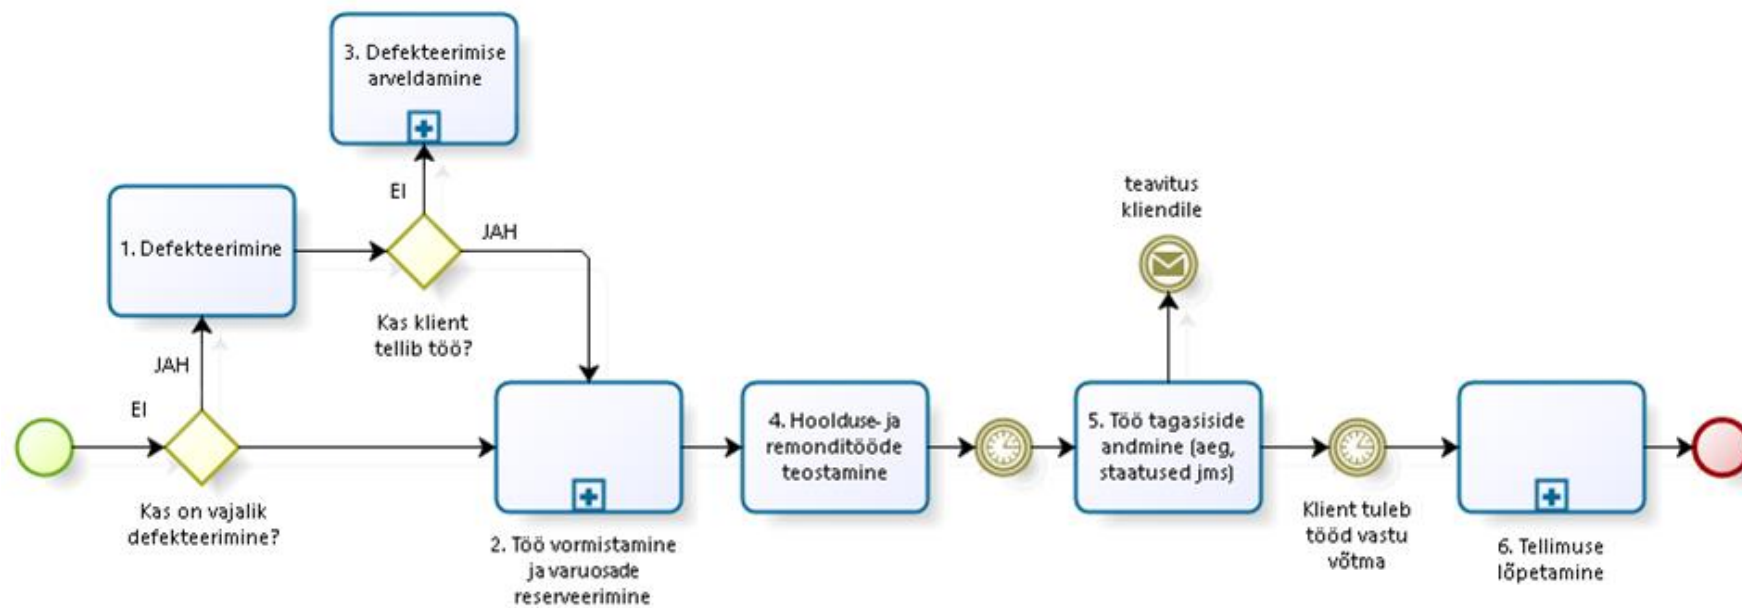 3. Defekteerimise
arveldamine
EI
1. Defekteerimine
JAH
Kas klient
tellib töö?
JAH
EI
Kas on vajalik
defekteerimine?
2. Töö vormistamine
ja varuosade
reserveerimine
4. Hooldus- ja
remonditööde
teostamine
teavitus
kliendile
5. Töö tagasiside
andmine (aeg,
staatused jms)
Klient tuleb
tööd vastu
võtma
6. Tellimuse
lõpetamine